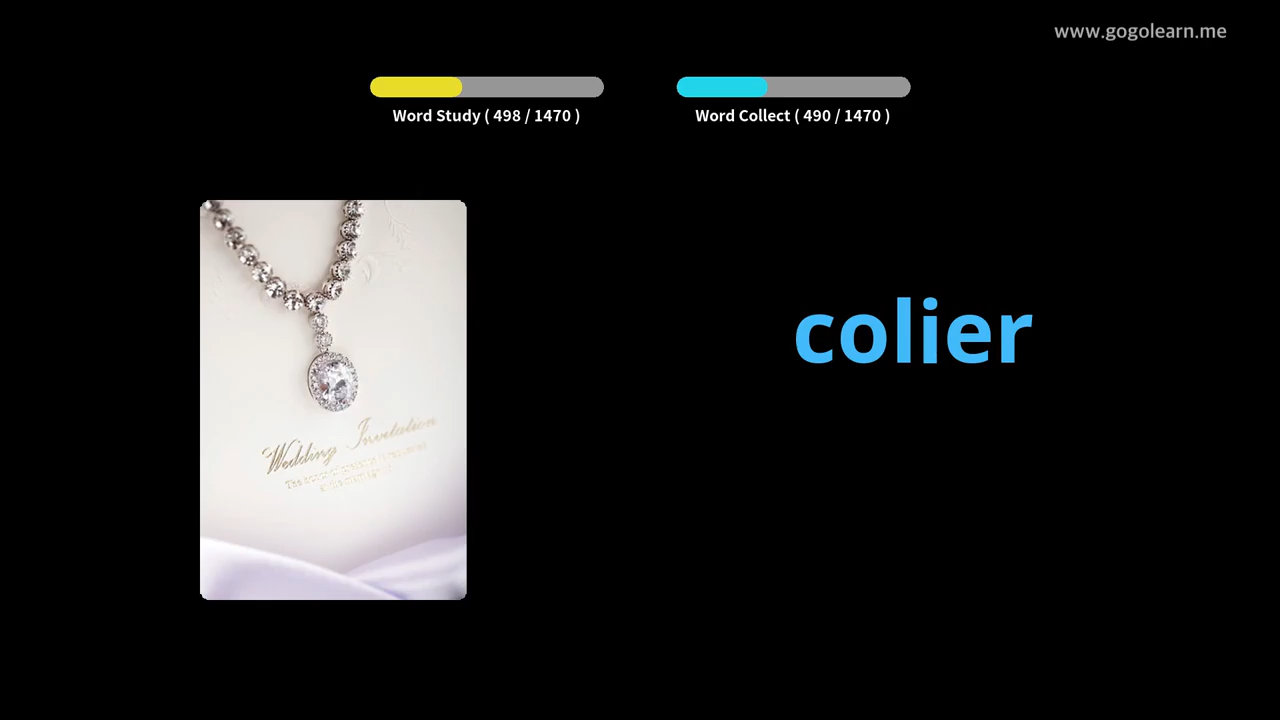 www.gogolearn.me
Word Study ( 498 / 1470 )
Word Collect ( 490 / 1470 )
colier
Wedding Invitation